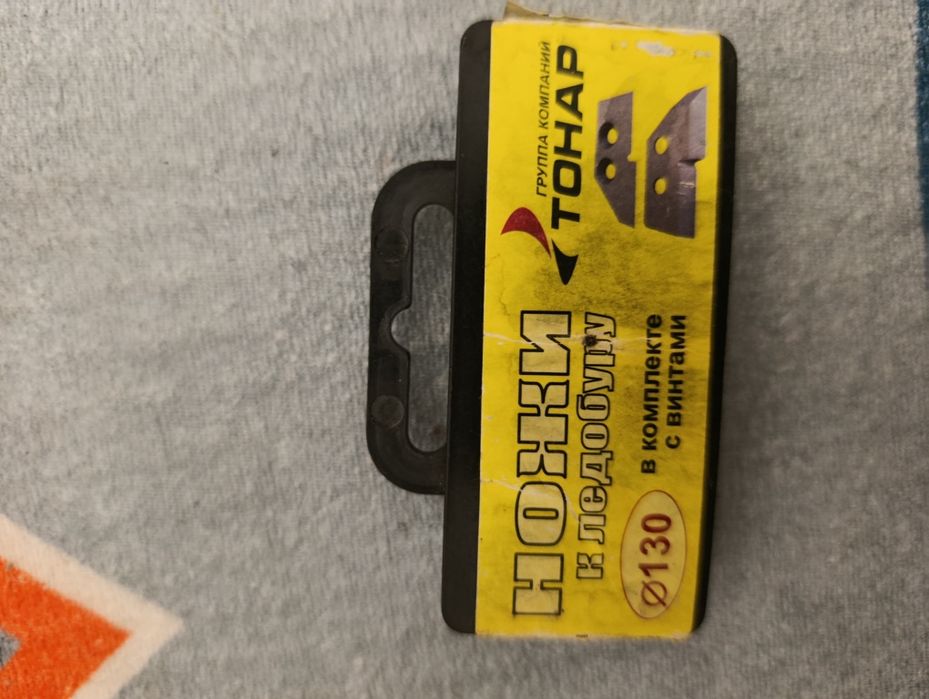 НОЖИ
к ледобуру
Ø130
в комплекте
с винтами
ГРУППА КОМПАНИЙ
ТОНАР